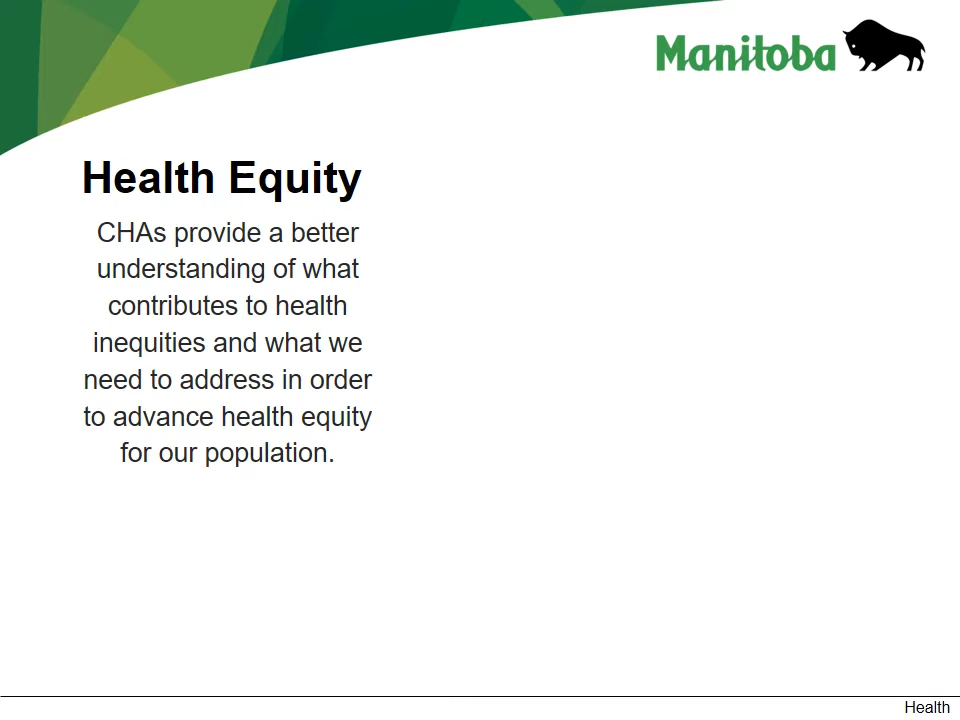 Manitoba
Health Equity
CHAs provide a better
understanding of what
contributes to health
inequities and what we
need to address in order
to advance health equity
for our population.
Health